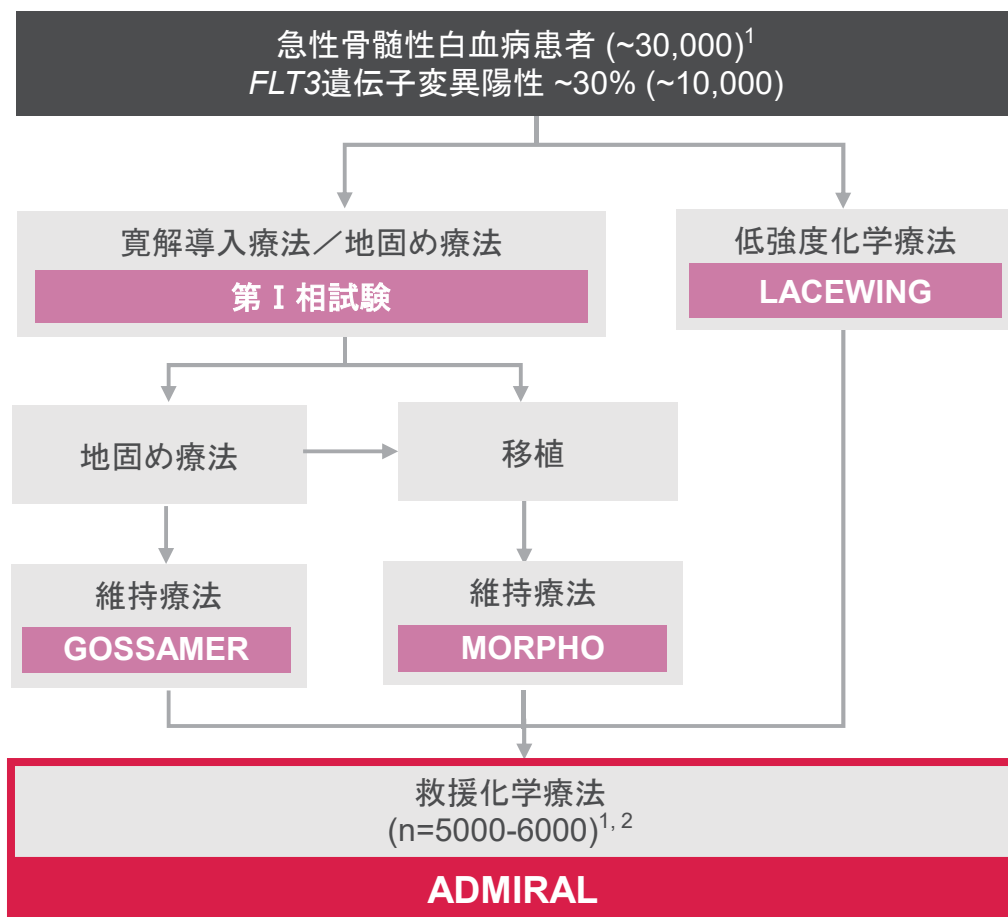 急性骨髄性白血病患者 (~30,000)1
FLT3遺伝子変異陽性 ~30% (~10,000)
寛解導入療法／地固め療法
第Ⅰ相試験
低強度化学療法
LACEWING
地固め療法
移植
維持療法
GOSSAMER
維持療法
MORPHO
救援化学療法
(n=5000-6000)1, 2
ADMIRAL